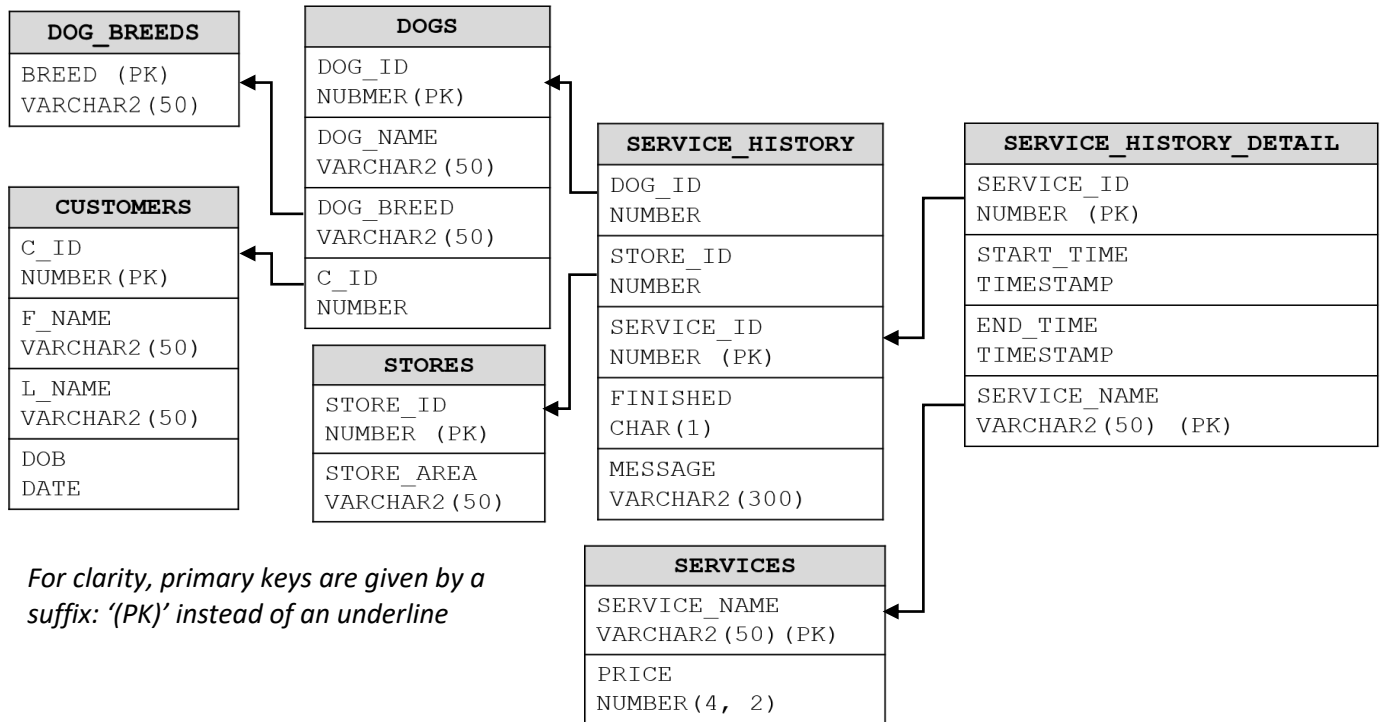 DOG_BREEDS
BREED (PK)
VARCHAR2(50)
CUSTOMERS
C_ID
NUMBER(PK)
F_NAME
VARCHAR2(50)
L_NAME
VARCHAR2(50)
DOB
DATE
DOGS
DOG_ID
NUBMER(PK)
DOG_NAME
VARCHAR2(50)
DOG_BREED
VARCHAR2(50)
C_ID
NUMBER
STORES
STORE_ID
NUMBER (PK)
STORE_AREA
VARCHAR2(50)
SERVICE_HISTORY
DOG_ID
NUMBER
STORE_ID
NUMBER
SERVICE_ID
NUMBER (PK)
FINISHED
CHAR(1)
MESSAGE
VARCHAR2(300)
SERVICE_HISTORY_DETAIL
SERVICE_ID
NUMBER (PK)
START_TIME
TIMESTAMP
END_TIME
TIMESTAMP
SERVICE_NAME
VARCHAR2(50) (PK)
SERVICES
SERVICE_NAME
VARCHAR2(50)(PK)
PRICE
NUMBER(4, 2)
For clarity, primary keys are given by a
suffix: ‘(PK)’ instead of an underline